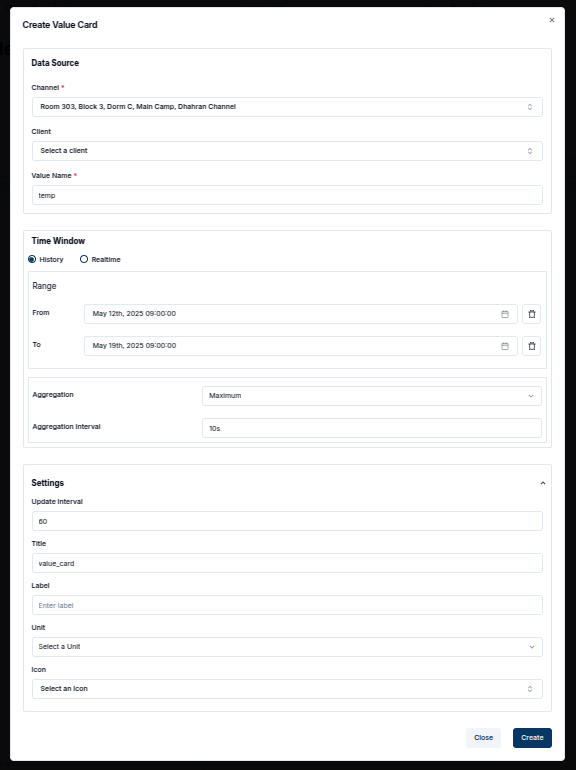 Create Value Card
×
Data Source
Channel *
Room 303, Block 3, Dorm C, Main Camp, Dhahran Channel
Client
Select a client
Value Name *
temp
Time Window
History Realtime
Range
From May 12th, 2025 09:00:00
To May 19th, 2025 09:00:00
Aggregation Maximum
Aggregation Interval 10s
Settings
Update Interval
60
Title
value_card
Label
Enter label
Unit
Select a Unit
Icon
Select an Icon
Close Create